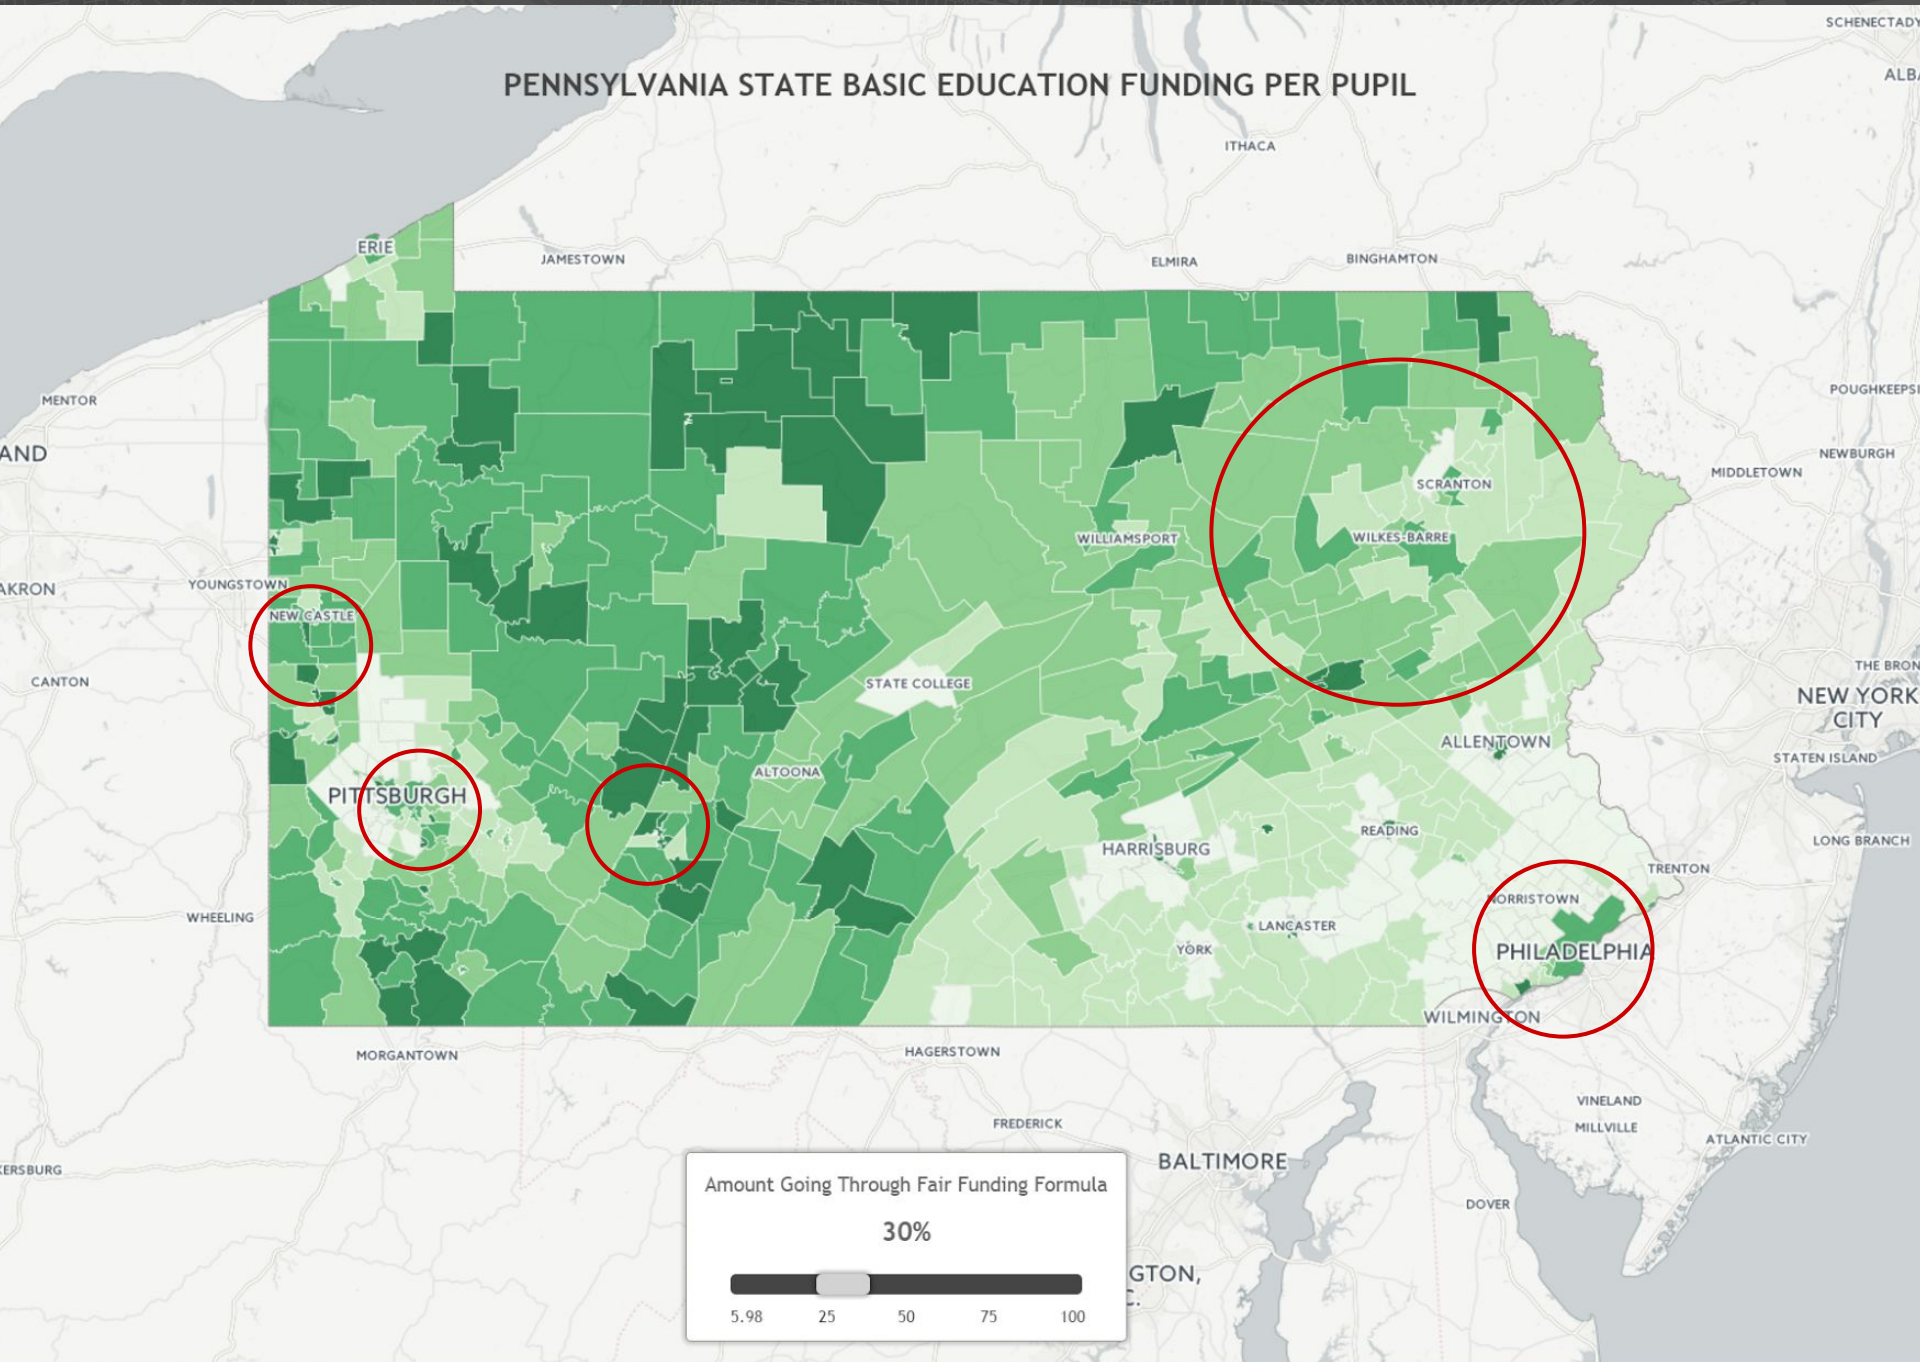 SCHENECTADY
ALB
PENNSYLVANIA STATE BASIC EDUCATION FUNDING PER PUPIL
ITHACA
ERIE
JAMESTOWN
ELMIRA
BINGHAMTON
MENTOR
POUGHKEEPSI
AND
NEWBURGH
MIDDLETOWN
SCRANTON
WILLIAMSPORT
WILKES-BARRE
YOUNGSTOWN
AKRON
NEW CASTLE
CANTON
STATE COLLEGE
THE BRON
NEW YORK
CITY
ALLENTOWN
STATEN ISLAND
ALTOONA
PITTSBURGH
READING
LONG BRANCH
HARRISBURG
TRENTON
NORRISTOWN
WHEELING
LANCASTER
YORK
PHILADELPHIA
WILMINGTON
MORGANTOWN
HAGERSTOWN
VINELAND
FREDERICK
MILLVILLE
ATLANTIC CITY
BALTIMORE
KERSBURG
DOVER
Amount Going Through Fair Funding Formula
30%
GTON,
C.
5.98 25 50 75 100